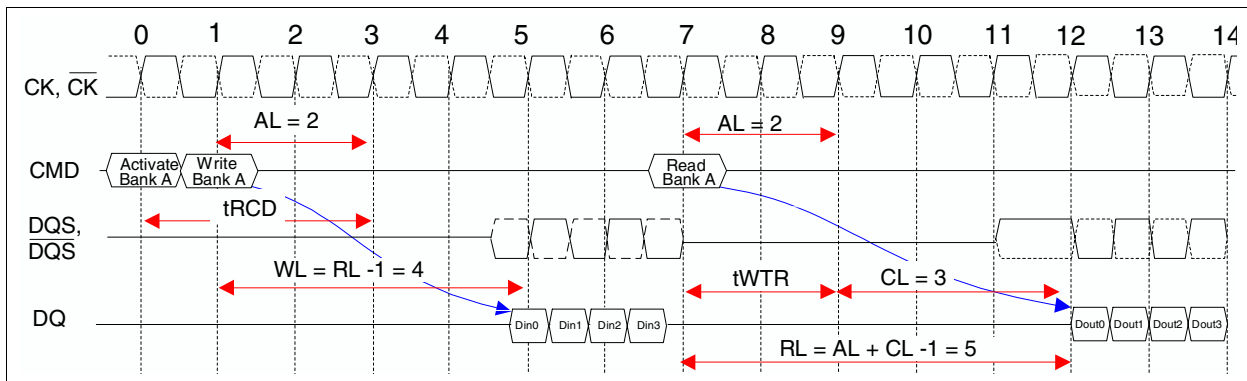 0 1 2 3 4 5 6 7 8 9 10 11 12 13 14
CK, CK
AL = 2 AL = 2
CMD Activate Bank A Write Bank A Read Bank A
tRCD
DQS, DQS
WL = RL -1 = 4 tWTR CL = 3
DQ Din0 Din1 Din2 Din3 Dout0 Dout1 Dout2 Dout3
RL = AL + CL -1 = 5